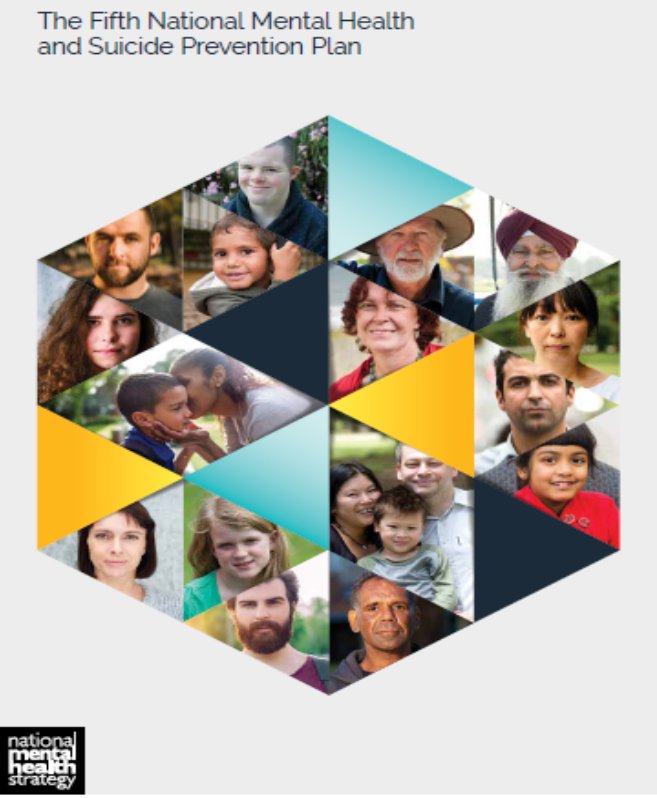 The Fifth National Mental Health
and Suicide Prevention Plan
national
mental
health
strategy